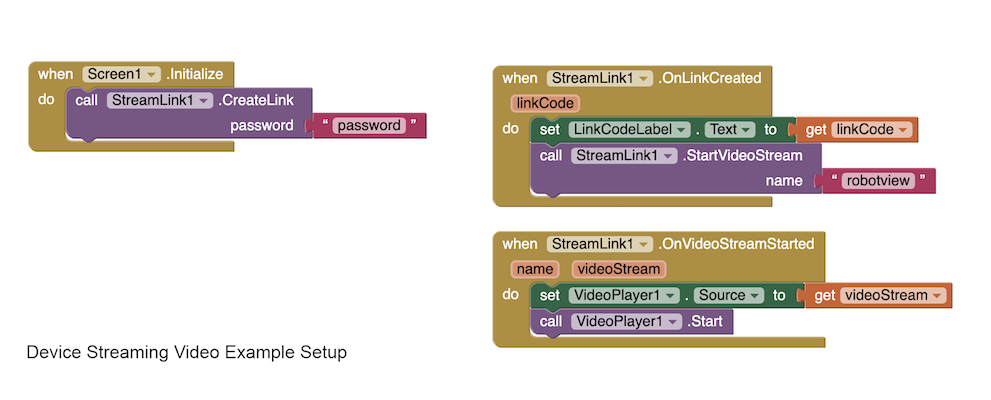 when Screen1 .Initialize
do call StreamLink1 .CreateLink
password “ password ”
when StreamLink1 .OnLinkCreated
linkCode
do set LinkCodeLabel . Text to get linkCode
call StreamLink1 .StartVideoStream
name “ robotview ”
when StreamLink1 .OnVideoStreamStarted
name videoStream
do set VideoPlayer1 . Source to get videoStream
call VideoPlayer1 .Start
Device Streaming Video Example Setup